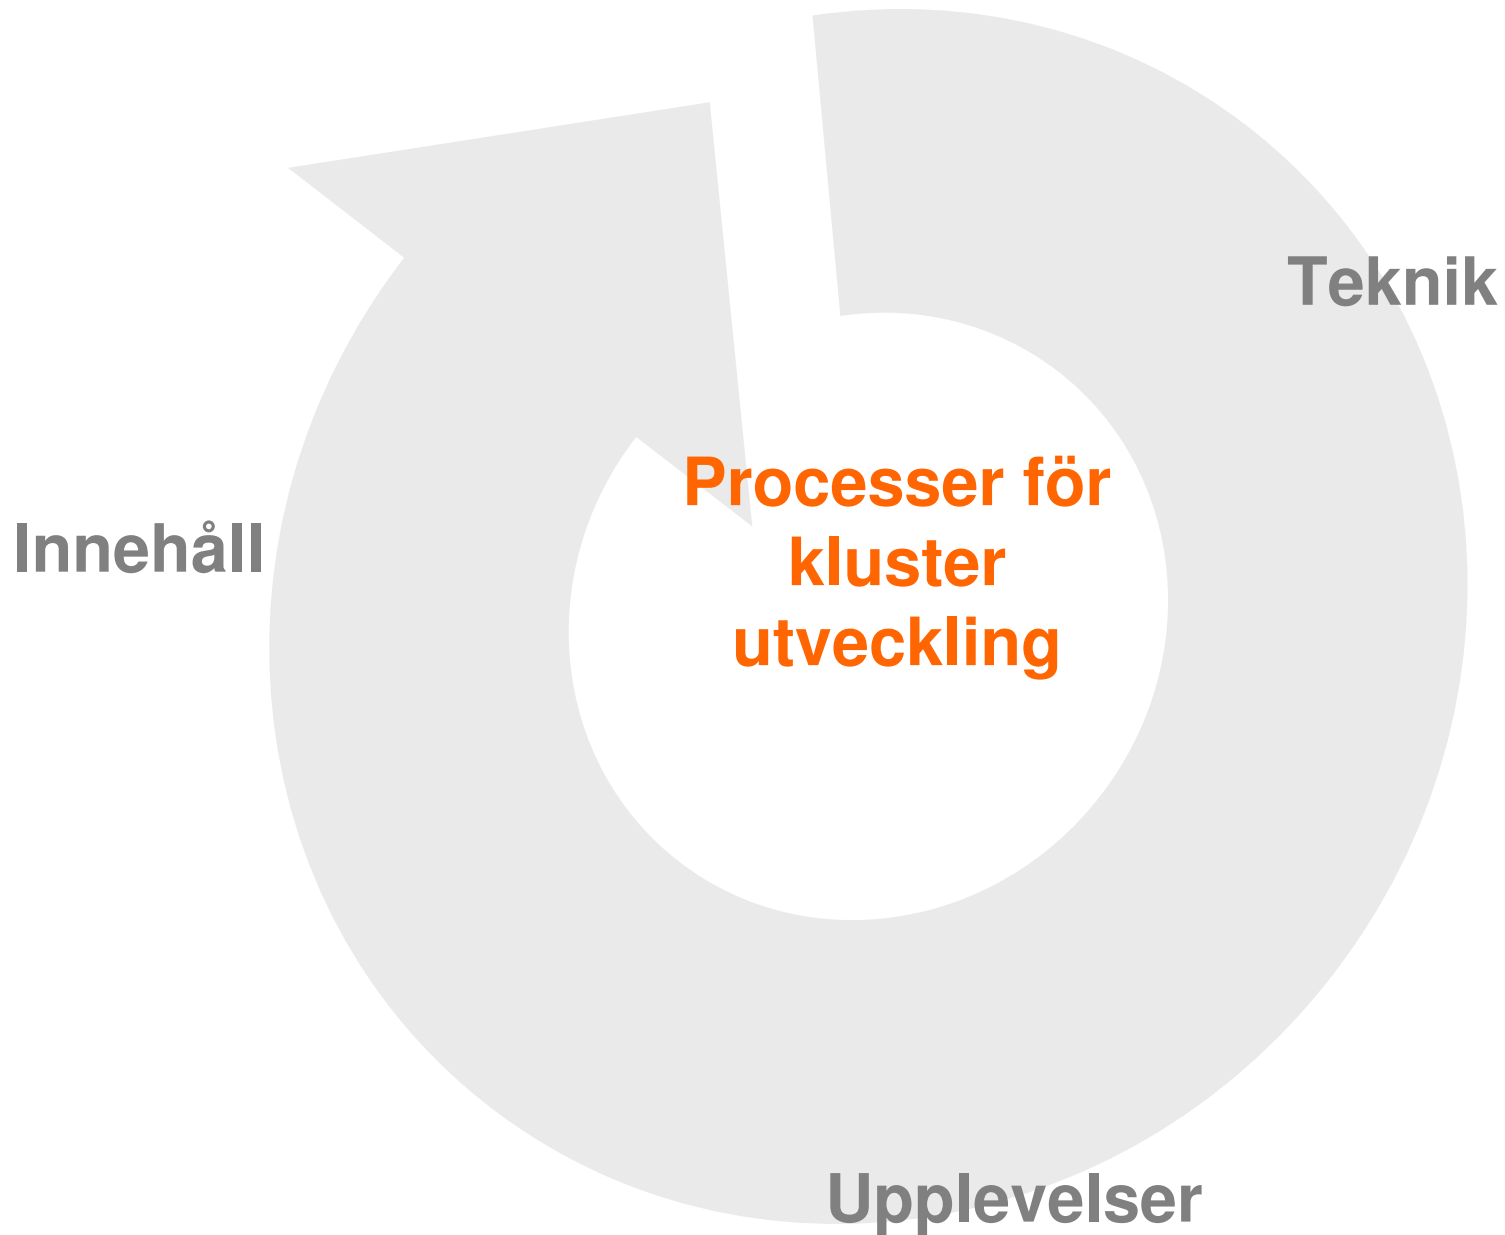 Teknik
Processer för
kluster
utveckling
Innehåll
Upplevelser